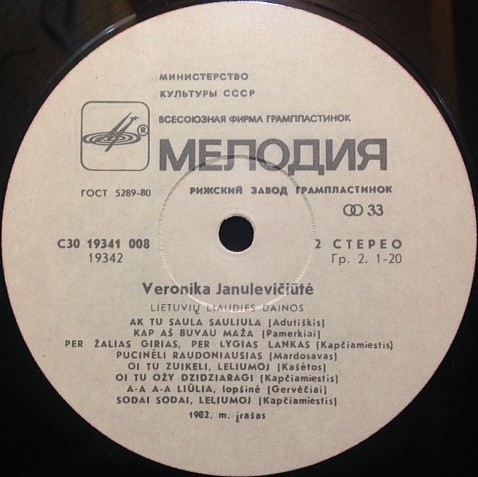 МИНИСТЕРСТВО
КУЛЬТУРЫ СССР
ВСЕСОЮЗНАЯ ФИРМА ГРАМПЛАСТИНОК
® МЕЛОДИЯ
ГОСТ 5289-80 РИЖСКИЙ ЗАВОД ГРАМПЛАСТИНОК
33
С30 19341 008 2 СТЕРЕО
19342 Гр. 2. 1-20
Veronika Janulevičiūtė
LIETUVIŲ LIAUDIES DAINOS
AK TU SAULA SAULIULA (Adutiškis)
KAP AŠ BUVAU MAŽA (Pamerkiai)
PER ŽALIAS GIRIAS, PER LYGIAS LANKAS (Kapčiamiestis)
PUCINĖLI RAUDONIAUSIAS (Mardosavas)
OI TU ZUIKELI, LELIUMOJ (Kašėtos)
OI TU OŽY DZIDZIARAGI (Kapčiamiestis)
A-A A-A LIŪLIA, lopšinė (Gervėčiai)
SODAI SODAI, LELIUMOJ (Kapčiamiestis)
1982. m. įrašas